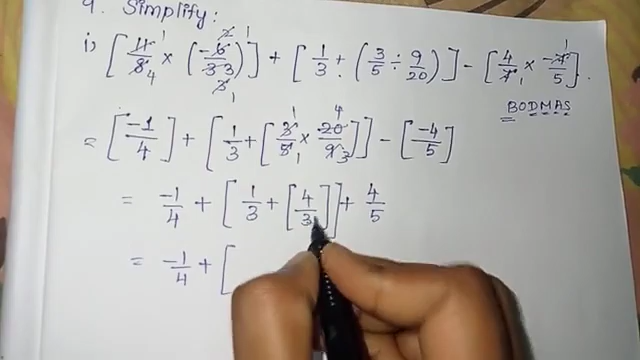 9. Simplify:
i) [11/8 × (-6/33)] + [1/3 + (3/5 ÷ 9/20)] - [4/7 × -7/5].
BODMAS
= [-1/4] + [1/3 + [3/5 × 20/9]] - [-4/5]
= -1/4 + [1/3 + [4/3]] + 4/5
= -1/4 + [